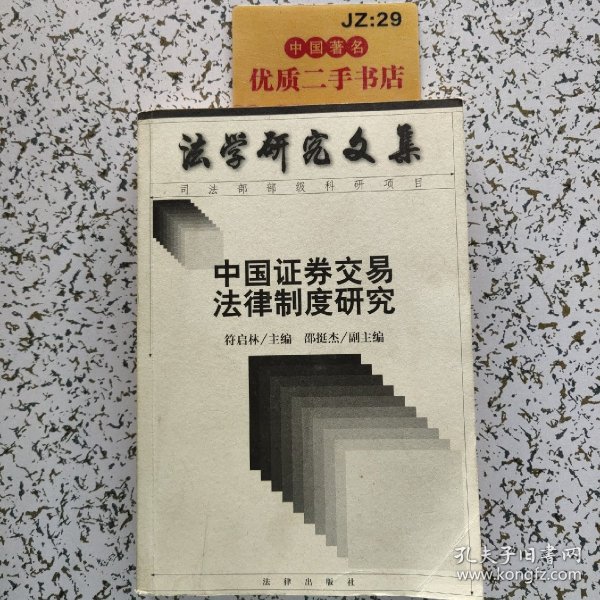 JZ:29
中国著名
优质二手书店
法学研究文集
司法部部级科研项目
中国证券交易
法律制度研究
符启林/主编 邵挺杰/副主编
法律出版社
孔夫子旧书网
www.kongfz.com